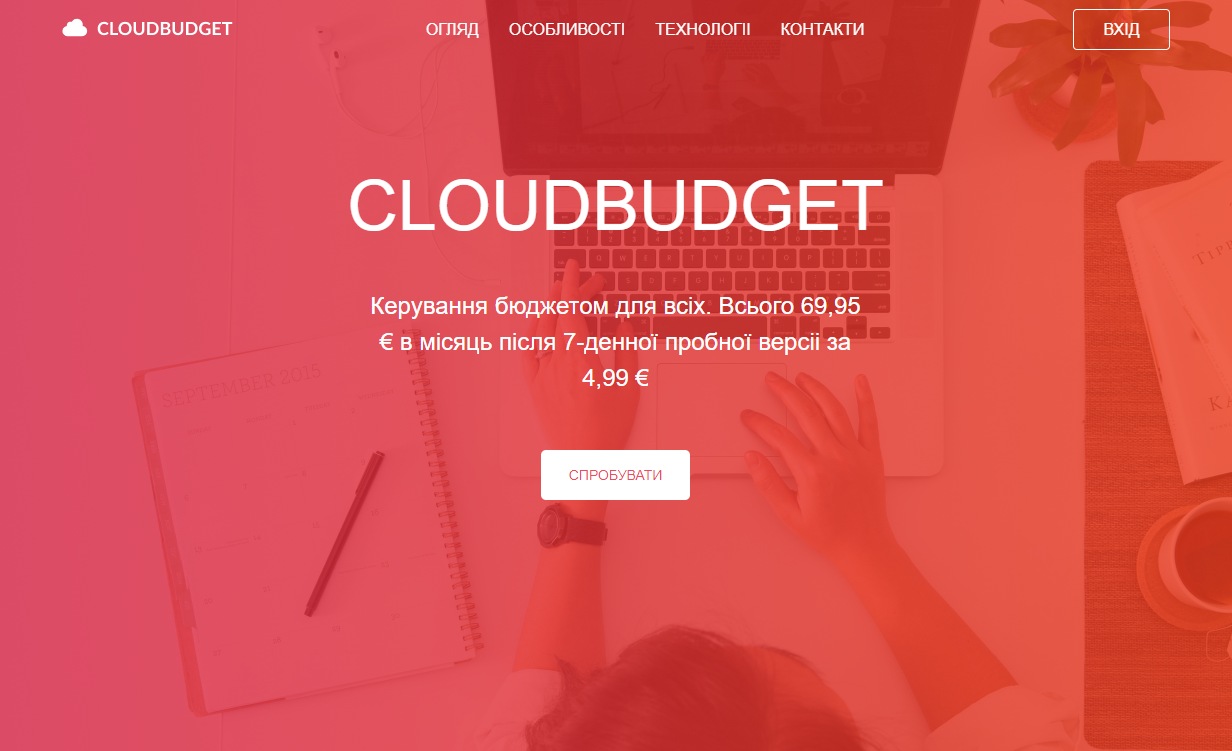 CLOUDBUDGET
ОГЛЯД ОСОБЛИВОСТІ ТЕХНОЛОГІЇ КОНТАКТИ
ВХІД
CLOUDBUDGET
Керування бюджетом для всіх. Всього 69,95
€ в місяць після 7-денної пробної версії за
4,99 €
СПРОБУВАТИ
SEPTEMBER 2015